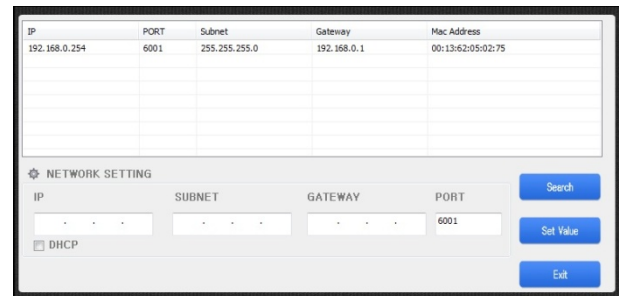 IP PORT Subnet Gateway Mac Address
192.168.0.254 6001 255.255.255.0 192.168.0.1 00:13:62:05:02:75
NETWORK SETTING
IP SUBNET GATEWAY PORT
. . . . . . . . . 6001
DHCP
Seerch
Set Value
Exit